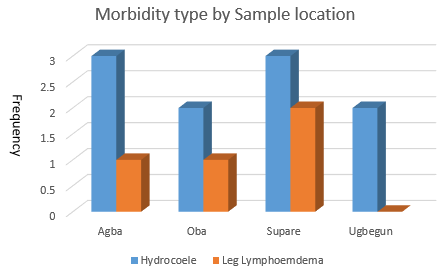 Morbidity type by Sample location
Frequency
3
2.5
2
1.5
1
0.5
0
Agba Oba Supare Ugbegun
Hydrocoele Leg Lymphoemdema